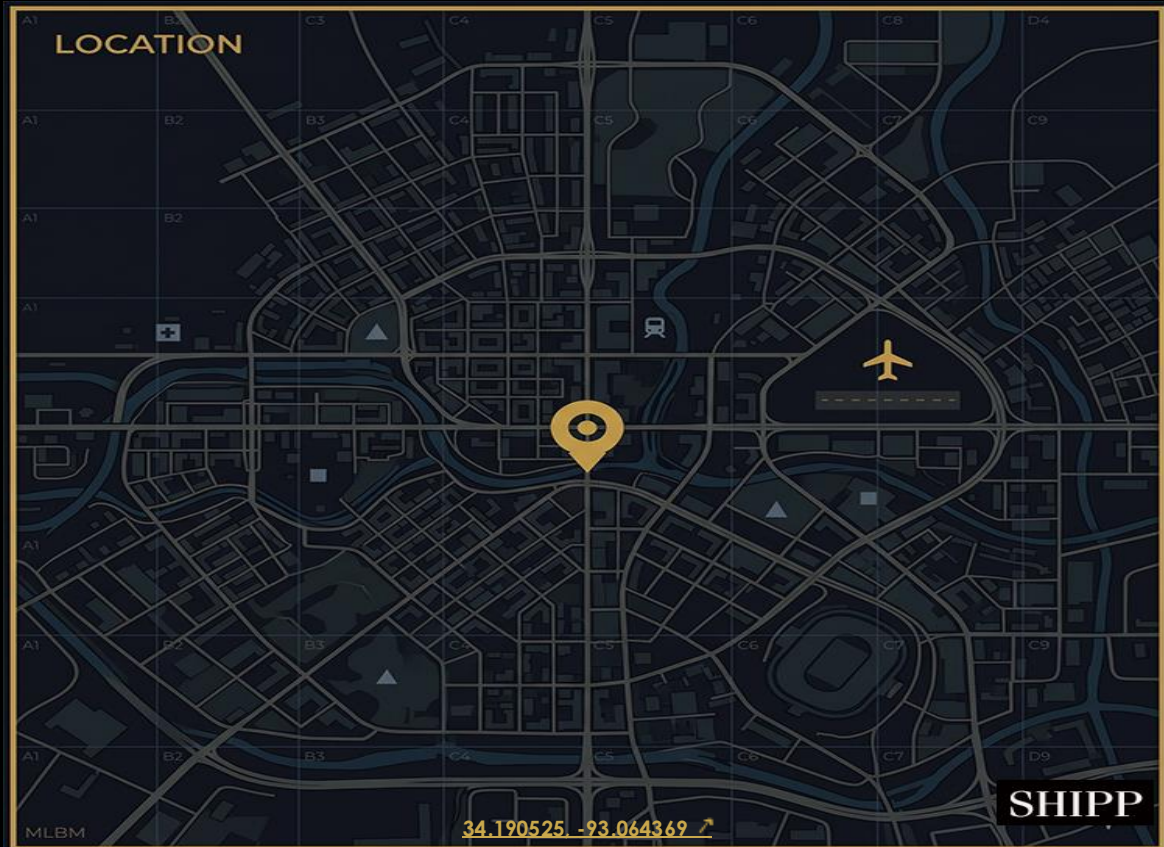 A1 B2 C3 C4 C5 C8 D4
LOCATION
A1 B2 B3 C4 C5 C6 C7 C9
A1 B2
A1
A1
A1 B2 B3 C4 C5 C6 C7 C9
A1 B2 B3 C4 C5 C6 C7 D9
SHIPP
MLBM
34.190525, -93.064369 ↗